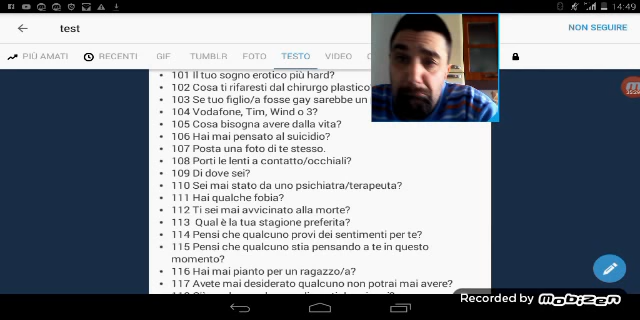 14:49
test
NON SEGUIRE
PIÙ AMATI RECENTI GIF TUMBLR FOTO TESTO VIDEO
101 Il tuo sogno erotico più hard?
102 Cosa ti rifaresti dal chirurgo plastico?
103 Se tuo figlio/a fosse gay sarebbe un
104 Vodafone, Tim, Wind o 3?
105 Cosa bisogna avere dalla vita?
106 Hai mai pensato al suicidio?
107 Posta una foto di te stesso.
108 Porti le lenti a contatto/occhiali?
109 Di dove sei?
110 Sei mai stato da uno psichiatra/terapeuta?
111 Hai qualche fobia?
112 Ti sei mai avvicinato alla morte?
113 Qual è la tua stagione preferita?
114 Pensi che qualcuno provi dei sentimenti per te?
115 Pensi che qualcuno stia pensando a te in questo
momento?
116 Hai mai pianto per un ragazzo/a?
117 Avete mai desiderato qualcuno non potrai mai avere?
Recorded by Mobizen